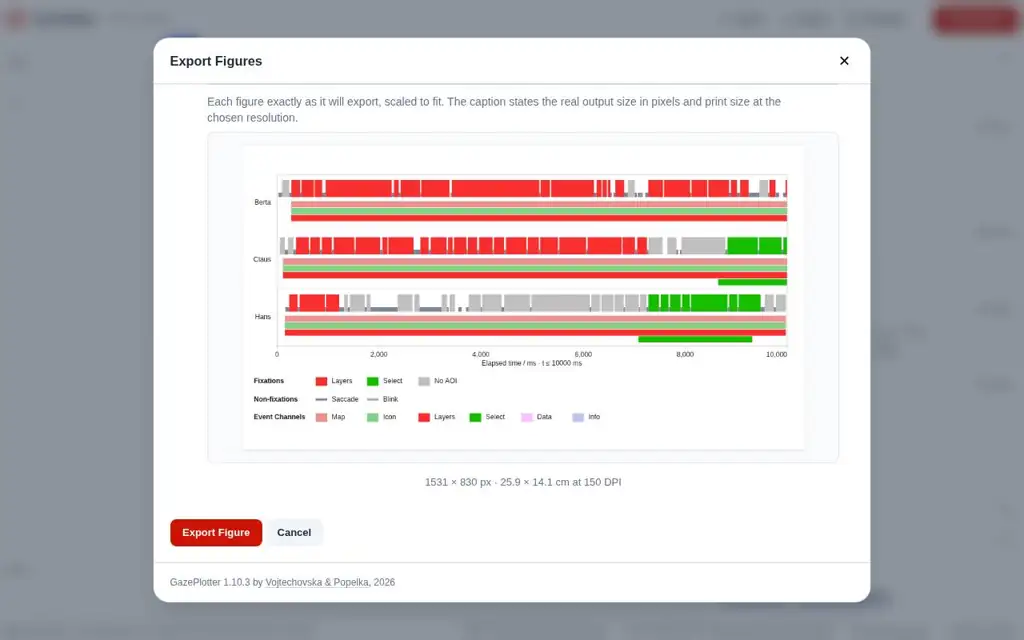 Export Figures
Each figure exactly as it will export, scaled to fit. The caption states the real output size in pixels and print size at the
chosen resolution.
Berta
Claus
Hans
0 2,000 4,000 6,000 8,000 10,000
Elapsed time / ms · t ≤ 10000 ms
Fixations Layers Select No AOI
Non-fixations Saccade Blink
Event Channels Map Icon Layers Select Data Info
1531 × 830 px · 25.9 × 14.1 cm at 150 DPI
Export Figure Cancel
GazePlotter 1.10.3 by Vojtechovska & Popelka, 2026